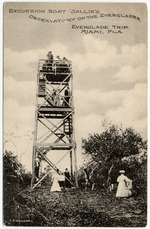 EXCURSION BOAT "SALLIE'S
OBSERVATORY ON THE EVERGLADES
EVERGLADE TRIP.
MIAMI, FLA.